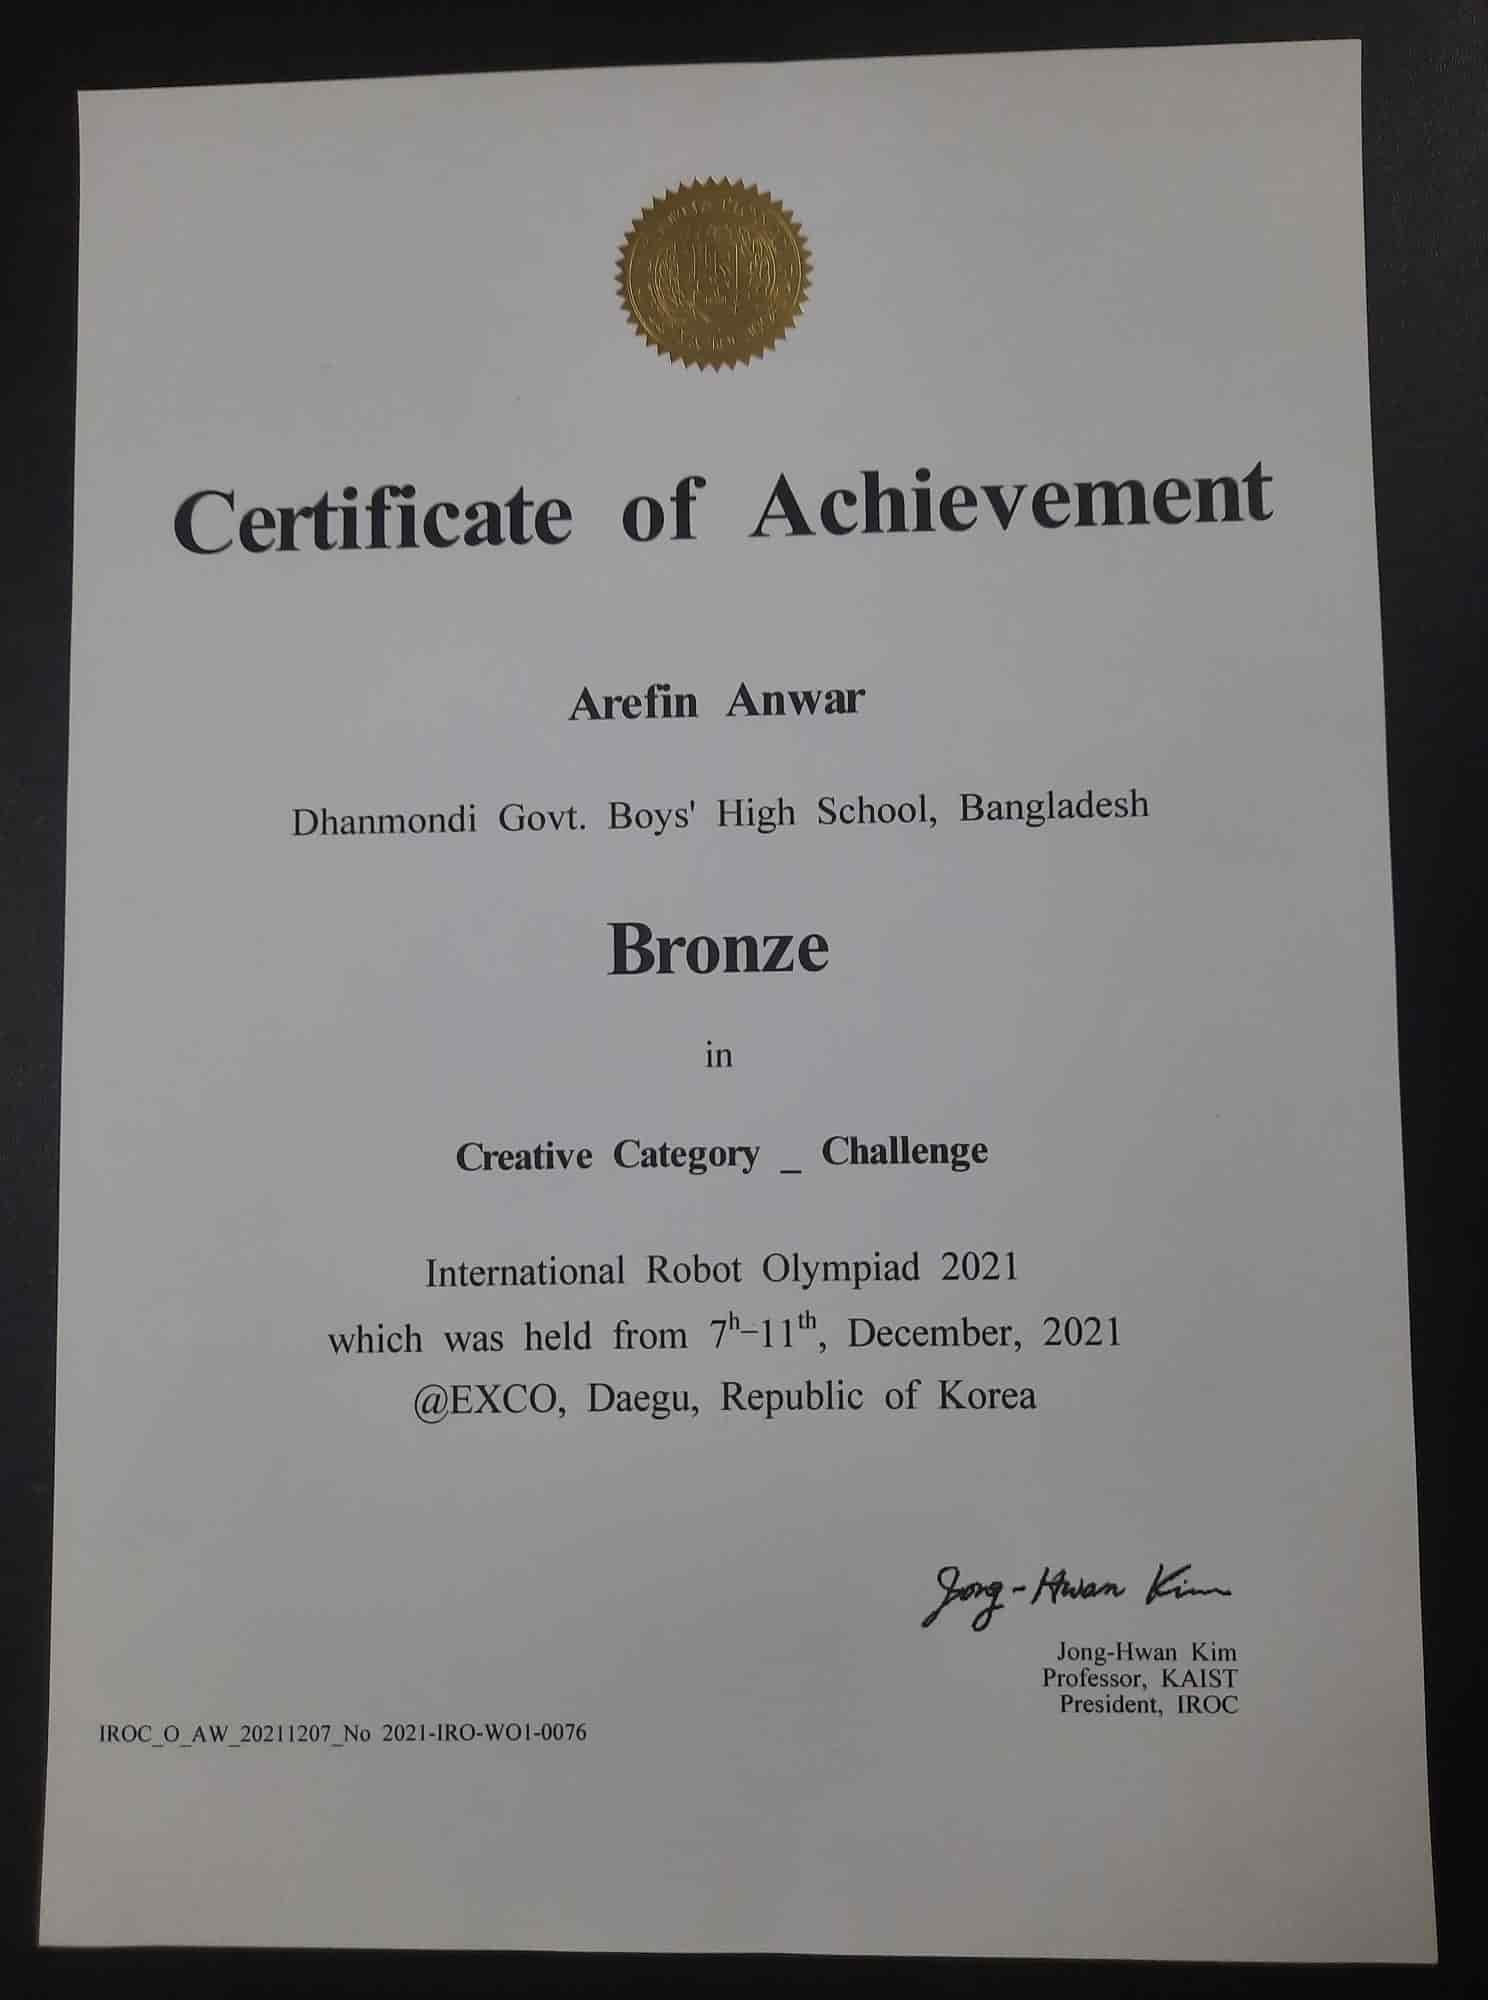 Certificate of Achievement
Arefin Anwar
Dhanmondi Govt. Boys' High School, Bangladesh
Bronze
in
Creative Category _ Challenge
International Robot Olympiad 2021
which was held from 7h-11th, December, 2021
@EXCO, Daegu, Republic of Korea
Jong-Hwan Kim
Jong-Hwan Kim
Professor, KAIST
President, IROC
IROC_O_AW_20211207_No 2021-IRO-WO1-0076